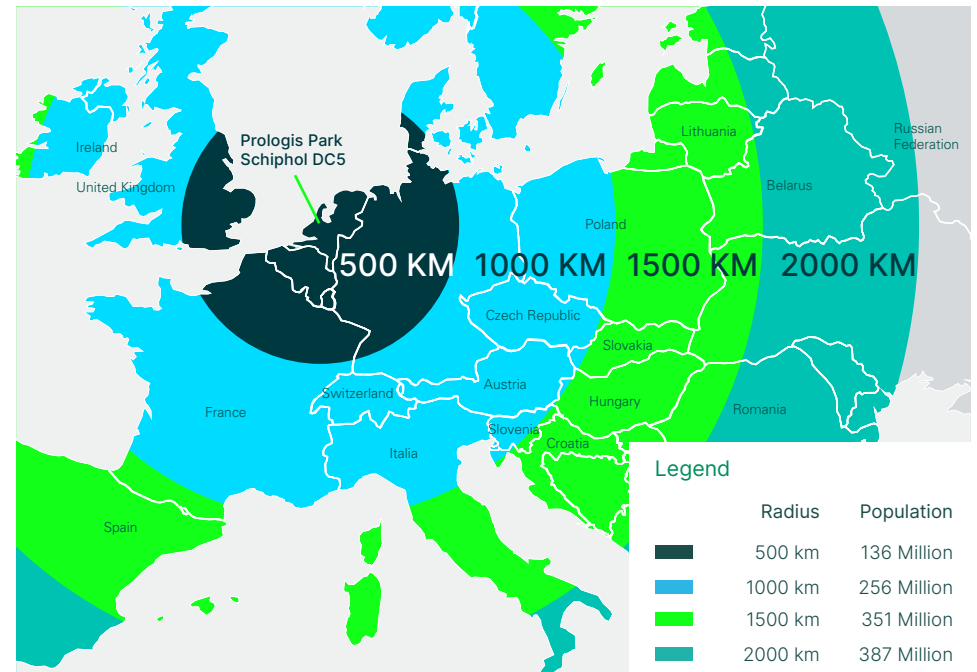 Prologis Park
Schiphol DC5
Ireland
United Kingdom
Lithuania
Russian
Federation
Belarus
Poland
500 KM 1000 KM 1500 KM 2000 KM
Czech Republic
Slovakia
Austria
Switzerland
Hungary
France
Romania
Slovenia
Croatia
Italia
Spain
Legend
Radius Population
500 km 136 Million
1000 km 256 Million
1500 km 351 Million
2000 km 387 Million